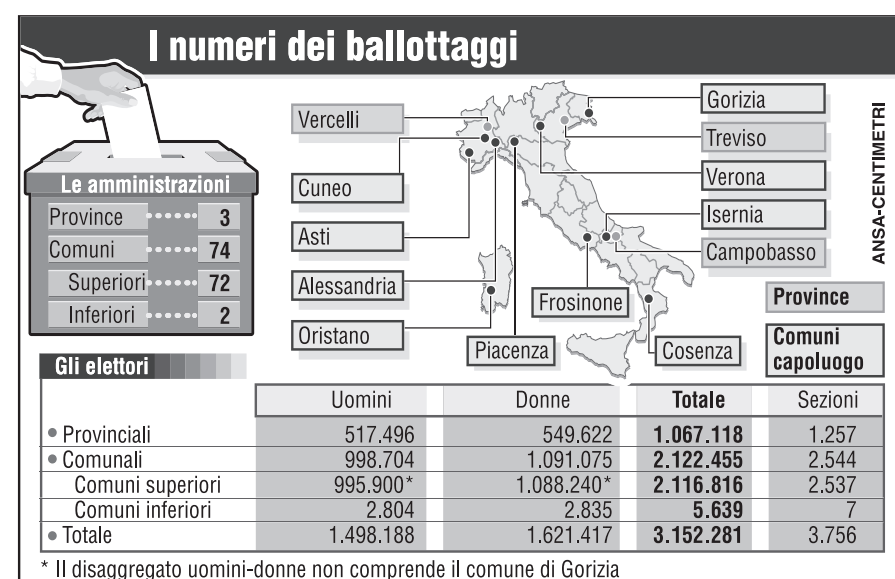 I numeri dei ballottaggi
Le amministrazioni
Province 3
Comuni 74
Superiori 72
Inferiori 2
Vercelli
Cuneo
Asti
Alessandria
Oristano
Piacenza
Frosinone
Cosenza
Gorizia
Treviso
Verona
Isernia
Campobasso
Province
Comuni
capoluogo
ANSA-CENTIMETRI
Gli elettori
Uomini Donne Totale Sezioni
Provinciali 517.496 549.622 1.067.118 1.257
Comunali 998.704 1.091.075 2.122.455 2.544
Comuni superiori 995.900* 1.088.240* 2.116.816 2.537
Comuni inferiori 2.804 2.835 5.639 7
Totale 1.498.188 1.621.417 3.152.281 3.756
* Il disaggregato uomini-donne non comprende il comune di Gorizia